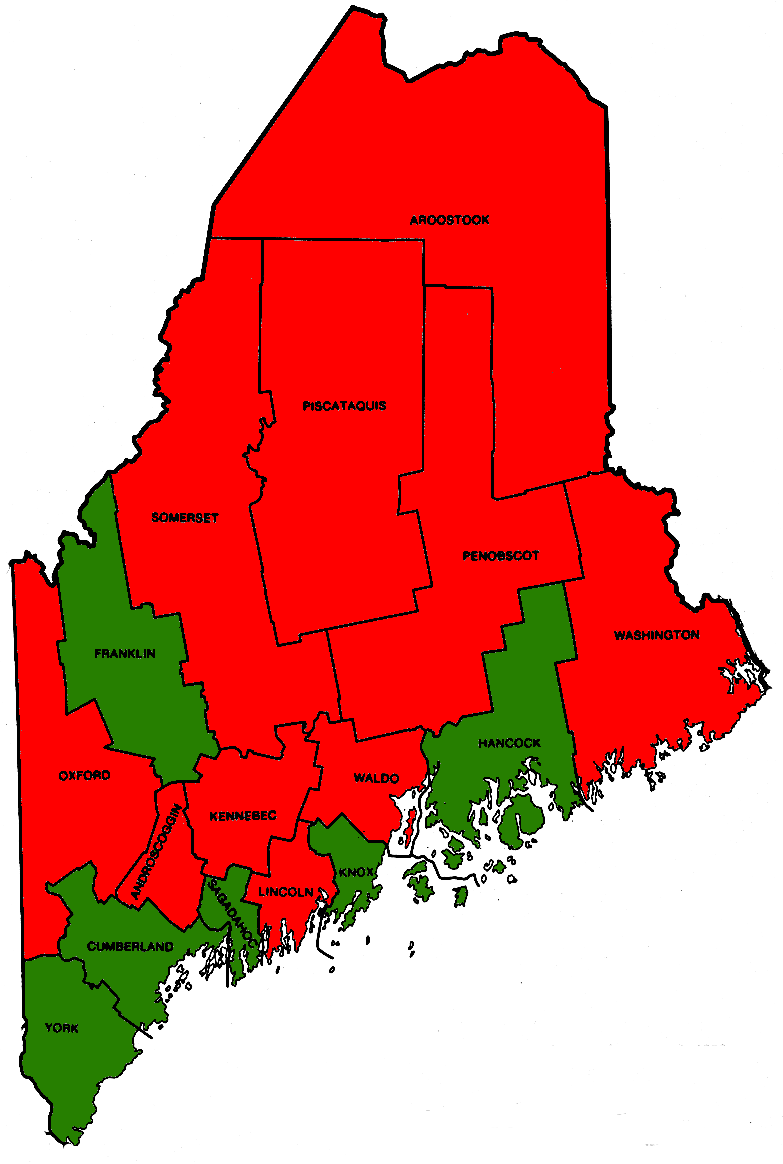 AROOSTOOK
PISCATAQUIS
SOMERSET
PENOBSCOT
WASHINGTON
FRANKLIN
HANCOCK
OXFORD
WALDO
KENNEBEC
ANDROSCOGGIN
KNOX
LINCOLN
SAGADAHOC
CUMBERLAND
YORK